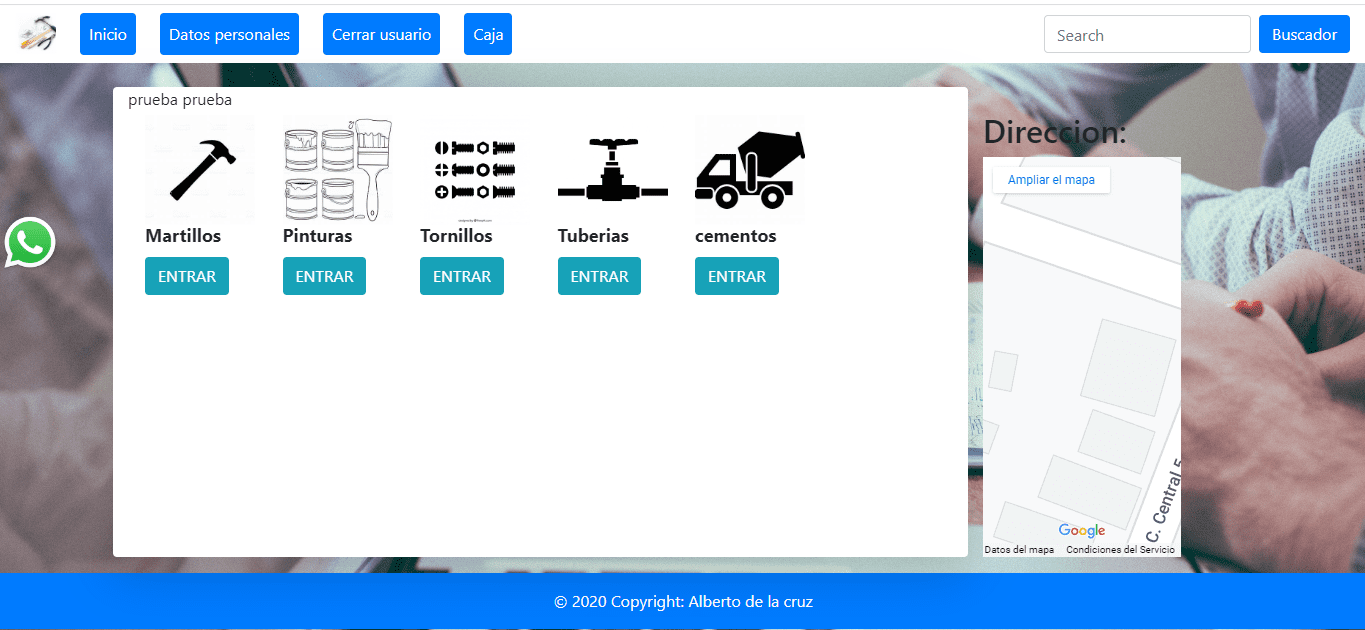 Inicio
Datos personales
Cerrar usuario
Caja
Search
Buscador
prueba prueba
Martillos
Pinturas
Tornillos
Tuberias
cementos
ENTRAR
ENTRAR
ENTRAR
ENTRAR
ENTRAR
Direccion:
Ampliar el mapa
C. Central 5
Google
Datos del mapa
Condiciones del Servicio
© 2020 Copyright: Alberto de la cruz